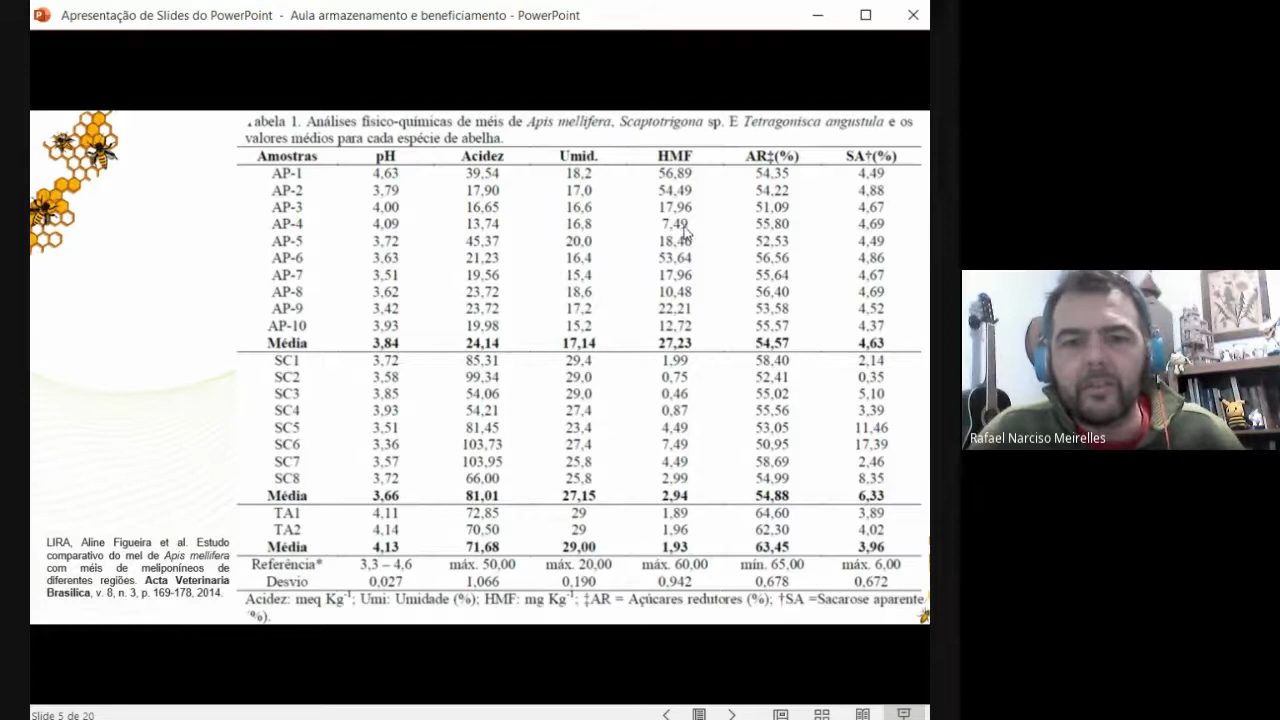 Apresentação de Slides do PowerPoint - Aula armazenamento e beneficiamento - PowerPoint
abela 1. Análises físico-químicas de méis de Apis mellifera, Scaptotrigona sp. E Tetragonisca angustula e os
valores médios para cada espécie de abelha.
Amostras pH Acidez Umid. HMF AR‡(%) SA†(%)
AP-1 4,63 39,54 18,2 56,89 54,35 4,49
AP-2 3,79 17,90 17,0 54,49 54,22 4,88
AP-3 4,00 16,65 16,6 17,96 51,09 4,67
AP-4 4,09 13,74 16,8 7,49 55,80 4,69
AP-5 3,72 45,37 20,0 18,46 52,53 4,49
AP-6 3,63 21,23 16,4 53,64 56,56 4,86
AP-7 3,51 19,56 15,4 17,96 55,64 4,67
AP-8 3,62 23,72 18,6 10,48 56,40 4,69
AP-9 3,42 23,72 17,2 22,21 53,58 4,52
AP-10 3,93 19,98 15,2 12,72 55,57 4,37
Média 3,84 24,14 17,14 27,23 54,57 4,63
SC1 3,72 85,31 29,4 1,99 58,40 2,14
SC2 3,58 99,34 29,0 0,75 52,41 0,35
SC3 3,85 54,06 29,0 0,46 55,02 5,10
SC4 3,93 54,21 27,4 0,87 55,56 3,39
SC5 3,51 81,45 23,4 4,49 53,05 11,46
SC6 3,36 103,73 27,4 7,49 50,95 17,39
SC7 3,57 103,95 25,8 4,49 58,69 2,46
SC8 3,72 66,00 25,8 2,99 54,99 8,35
Média 3,66 81,01 27,15 2,94 54,88 6,33
TA1 4,11 72,85 29 1,89 64,60 3,89
TA2 4,14 70,50 29 1,96 62,30 4,02
Média 4,13 71,68 29,00 1,93 63,45 3,96
Referência* 3,3 – 4,6 máx. 50,00 máx. 20,00 máx. 60,00 mín. 65,00 máx. 6,00
Desvio 0,027 1,066 0,190 0,942 0,678 0,672
Acidez: meq Kg-1; Umi: Umidade (%); HMF: mg Kg-1; ‡AR = Açúcares redutores (%); †SA =Sacarose aparente
%).
LIRA, Aline Figueira et al. Estudo
comparativo do mel de Apis mellifera
com méis de meliponíneos de
diferentes regiões. Acta Veterinaria
Brasilica, v. 8, n. 3, p. 169-178, 2014.
Rafael Narciso Meirelles
Slide 5 de 20